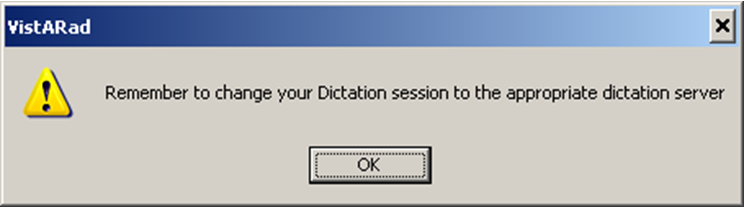 VistARad
Remember to change your Dictation session to the appropriate dictation server
OK